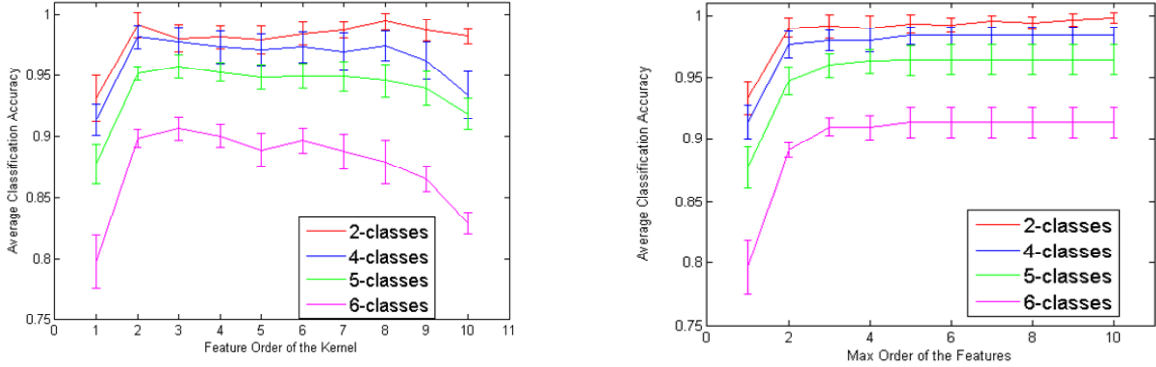 Average Classification Accuracy
1
0.95
0.9
0.85
0.8
0.75
0 1 2 3 4 5 6 7 8 9 10 11
Feature Order of the Kernel
2-classes
4-classes
5-classes
6-classes
Average Classification Accuracy
1
0.95
0.9
0.85
0.8
0.75
0 2 4 6 8 10
Max Order of the Features
2-classes
4-classes
5-classes
6-classes